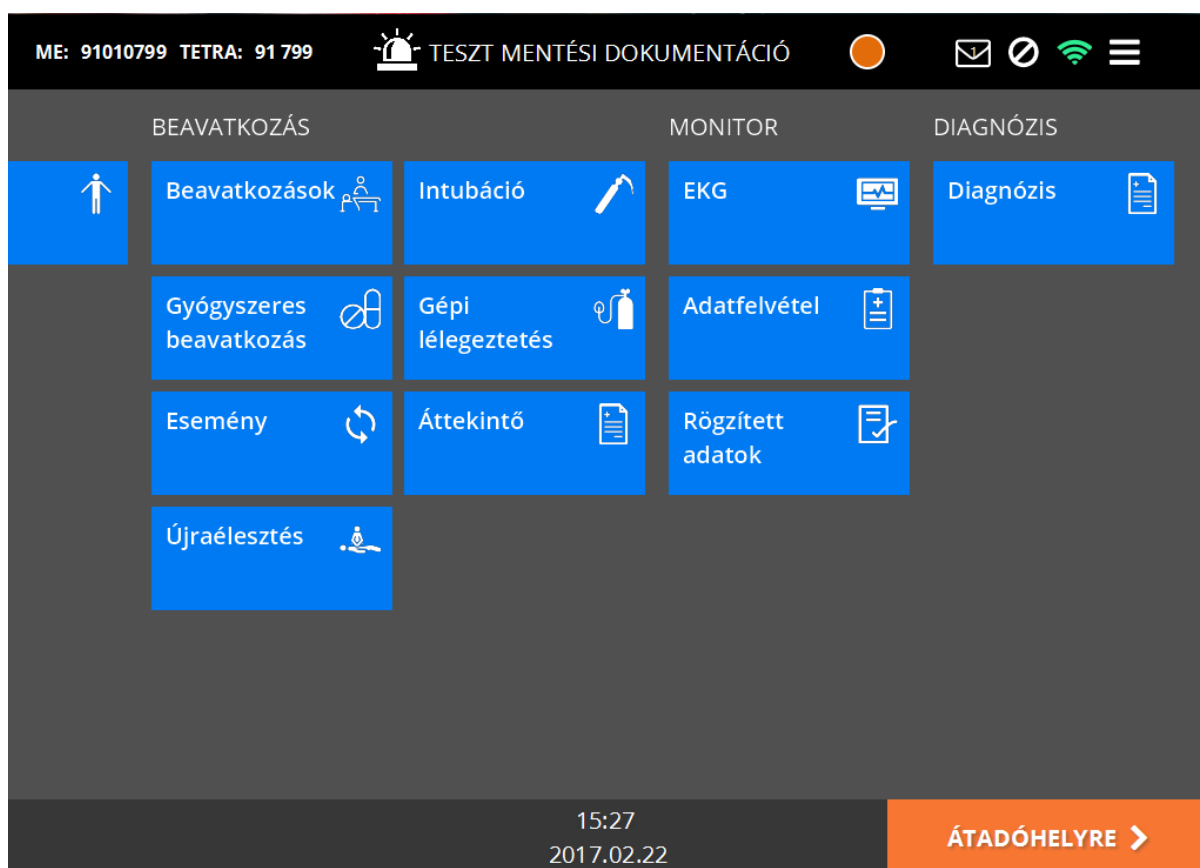 ME: 91010799 TETRA: 91 799 TESZT MENTÉSI DOKUMENTÁCIÓ 1
BEAVATKOZÁS MONITOR DIAGNÓZIS
Beavatkozások Intubáció EKG Diagnózis
Gyógyszeres
beavatkozás
Gépi
lélegeztetés
Adatfelvétel
Esemény Áttekintő
Rögzített
adatok
Újraélesztés
15:27
2017.02.22
ÁTADÓHELYRE